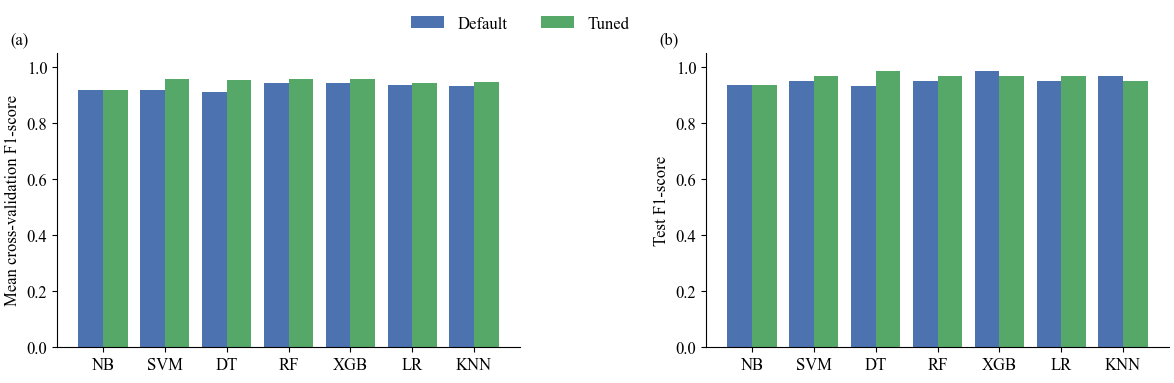 Default Tuned
(a)
Mean cross-validation F1-score
1.0
0.8
0.6
0.4
0.2
0.0
NB SVM DT RF XGB LR KNN
(b)
Test F1-score
1.0
0.8
0.6
0.4
0.2
0.0
NB SVM DT RF XGB LR KNN